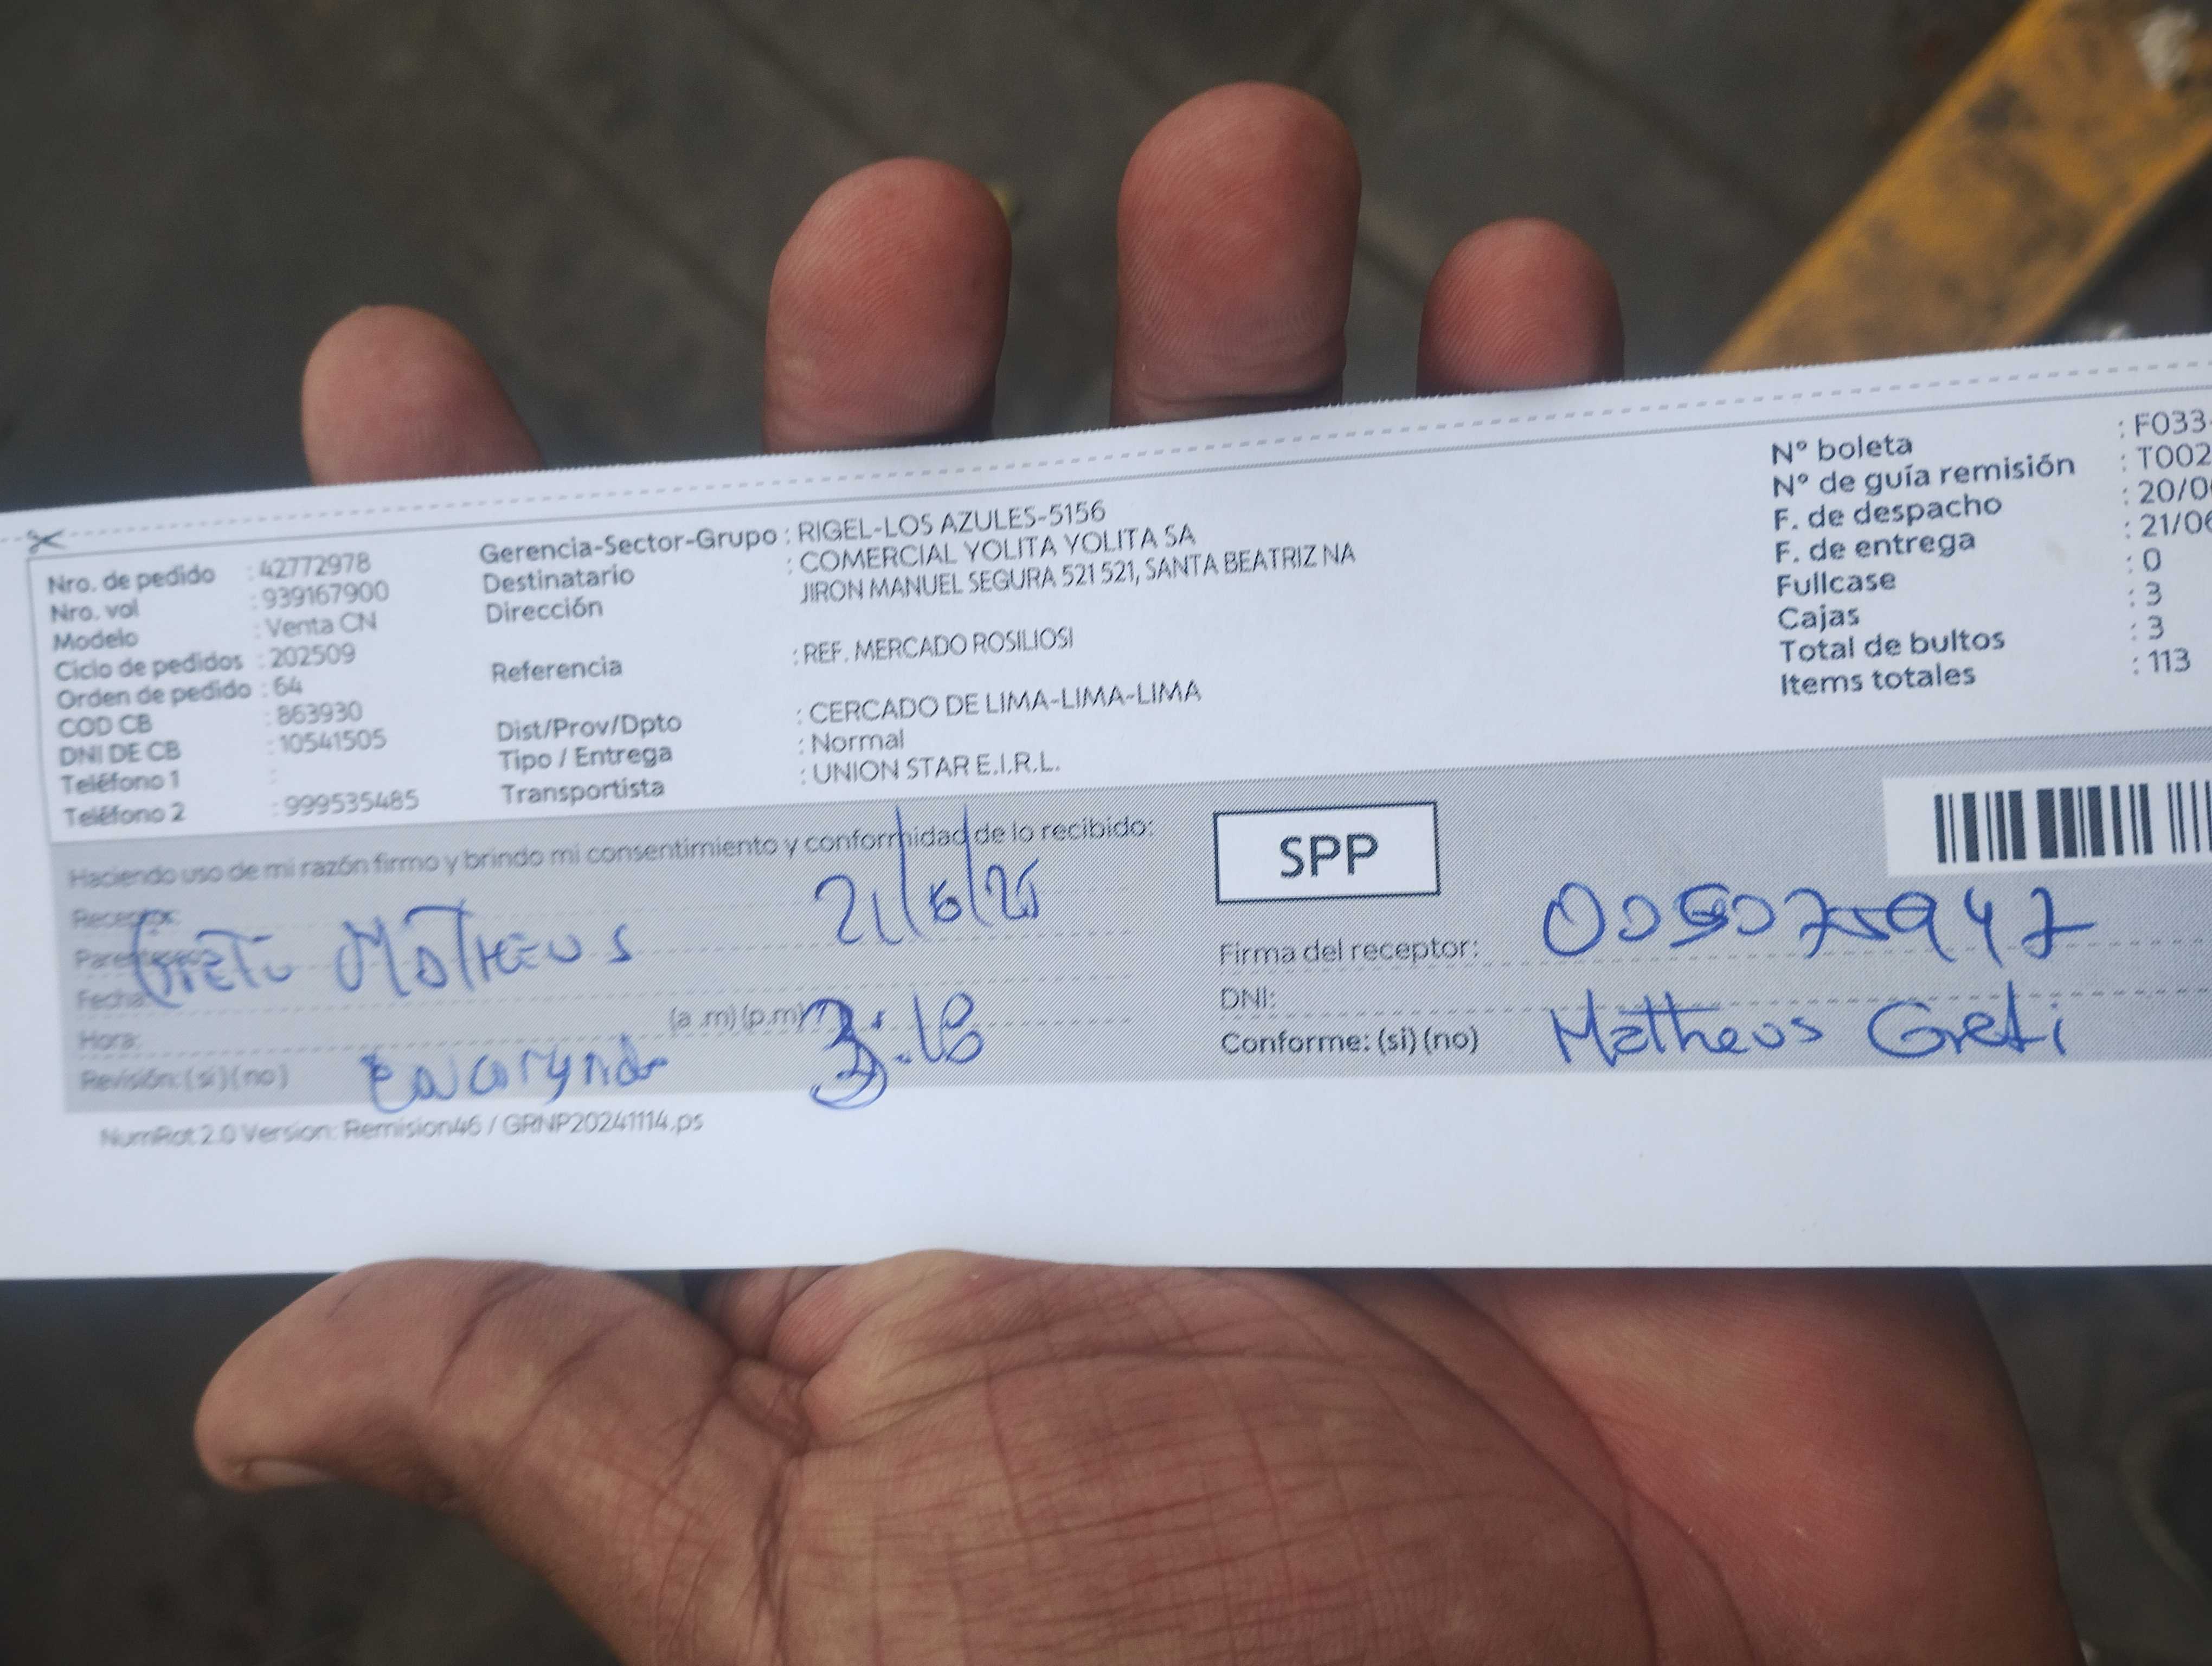 Nro. de pedido : 42772978
Nro. vol : 939167900
Modelo : Venta CN
Ciclo de pedidos : 202509
Orden de pedido : 64
COD CB : 863930
DNI DE CB : 10541505
Teléfono 1 :
Teléfono 2 : 999535485
Gerencia-Sector-Grupo : RIGEL-LOS AZULES-5156
Destinatario : COMERCIAL YOLITA YOLITA SA
Dirección JIRON MANUEL SEGURA 521 521, SANTA BEATRIZ NA
Referencia : REF. MERCADO ROSILIOSI
Dist/Prov/Dpto : CERCADO DE LIMA-LIMA-LIMA
Tipo / Entrega : Normal
Transportista : UNION STAR E.I.R.L.
N° boleta : F033-
N° de guía remisión : T002
F. de despacho : 20/0
F. de entrega : 21/06
Fullcase : 0
Cajas : 3
Total de bultos : 3
Items totales : 113
Haciendo uso de mi razón firmo y brindo mi consentimiento y conformidad de lo recibido:
Receptor:
Parentesco:
Matheus 21/6/25
Fecha:
Hora: (a .m) (p.m) 3:18
Revisión: (si) (no)
SPP
Firma del receptor:
DNI:
Conforme: (si) (no) Matheus Greti
NumRot 2.0 Version: Remision46 / GRNP20241114.ps